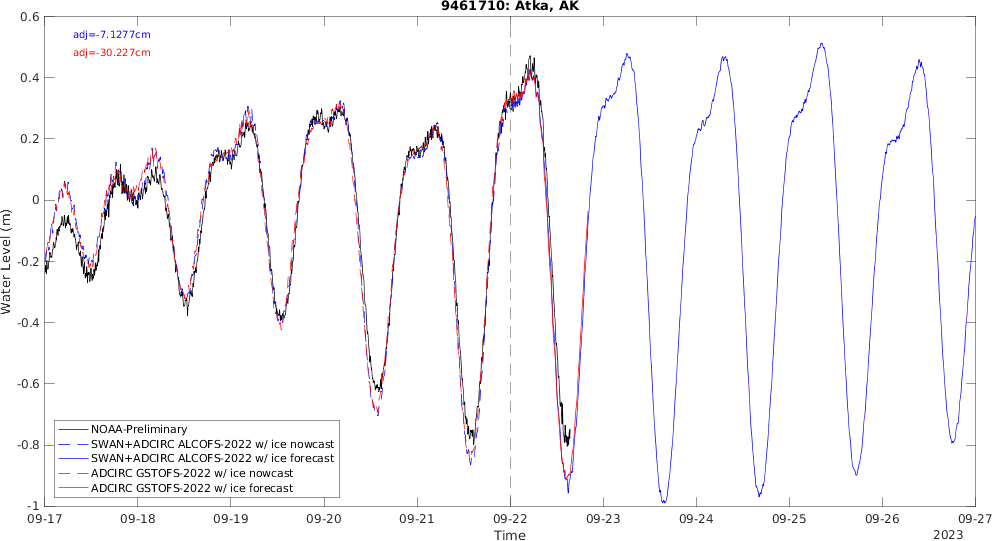 9461710: Atka, AK
adj=-7.1277cm
adj=-30.227cm
Water Level (m)
0.6
0.4
0.2
0
-0.2
-0.4
-0.6
-0.8
-1
NOAA-Preliminary
SWAN+ADCIRC ALCOFS-2022 w/ ice nowcast
SWAN+ADCIRC ALCOFS-2022 w/ ice forecast
ADCIRC GSTOFS-2022 w/ ice nowcast
ADCIRC GSTOFS-2022 w/ ice forecast
09-17 09-18 09-19 09-20 09-21 09-22 09-23 09-24 09-25 09-26 09-27
Time
2023